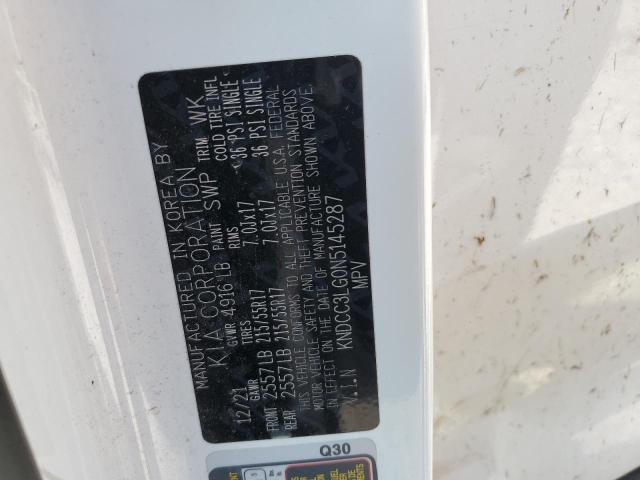 MANUFACTURED IN KOREA BY
KIA CORPORATION
12/21 GVWR 4916 LB PAINT SWP TRIM WK
GAWR TIRES RIMS COLD TIRE INFL
FRONT 2557 LB 215/55R17 7.0Jx17 36 PSI SINGLE
REAR 2557 LB 215/55R17 7.0Jx17 36 PSI SINGLE
THIS VEHICLE CONFORMS TO ALL APPLICABLE U.S.A. FEDERAL
MOTOR VEHICLE SAFETY AND THEFT PREVENTION STANDARDS
IN EFFECT ON THE DATE OF MANUFACTURE SHOWN ABOVE.
V.I.N KNDCC3LG0N5145287
MPV
Q30